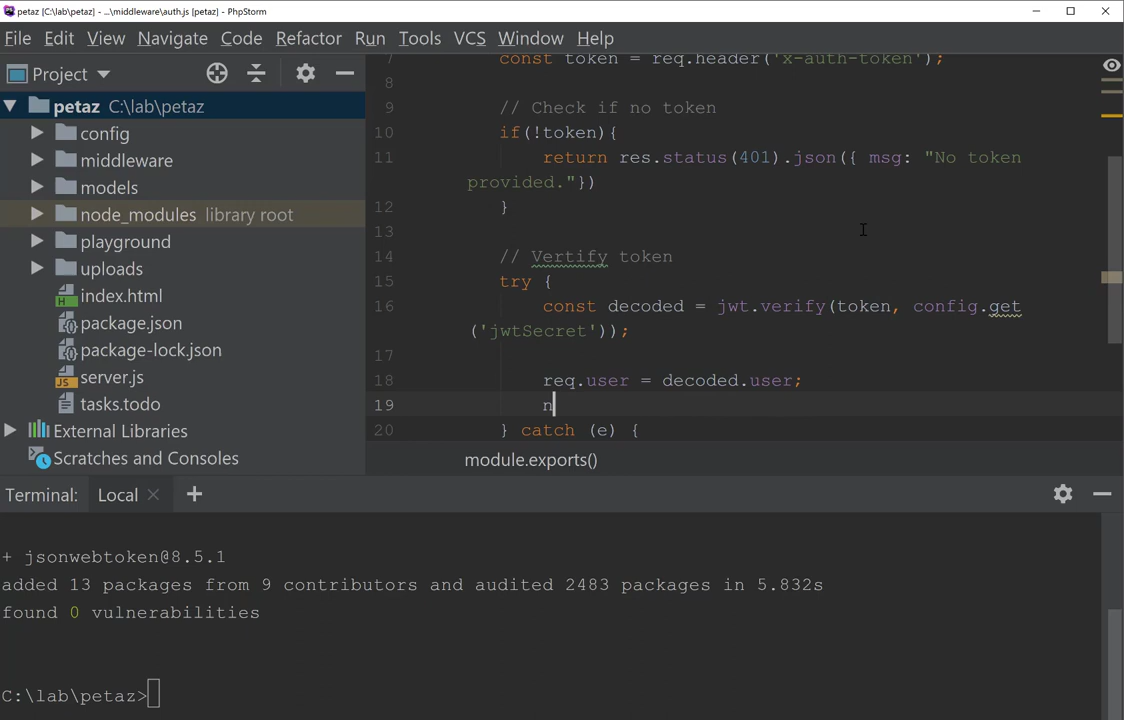 petaz [C:\lab\petaz] - ...\middleware\auth.js [petaz] - PhpStorm
File Edit View Navigate Code Refactor Run Tools VCS Window Help
Project
petaz C:\lab\petaz
config
middleware
models
node_modules library root
playground
uploads
index.html
package.json
package-lock.json
server.js
tasks.todo
External Libraries
Scratches and Consoles
7 const token = req.header('x-auth-token');
8
9 // Check if no token
10 if(!token){
11 return res.status(401).json({ msg: "No token
provided."})
12 }
13
14 // Vertify token
15 try {
16 const decoded = jwt.verify(token, config.get
('jwtSecret'));
17
18 req.user = decoded.user;
19 n
20 } catch (e) {
module.exports()
Terminal: Local +
+ jsonwebtoken@8.5.1
added 13 packages from 9 contributors and audited 2483 packages in 5.832s
found 0 vulnerabilities
C:\lab\petaz>